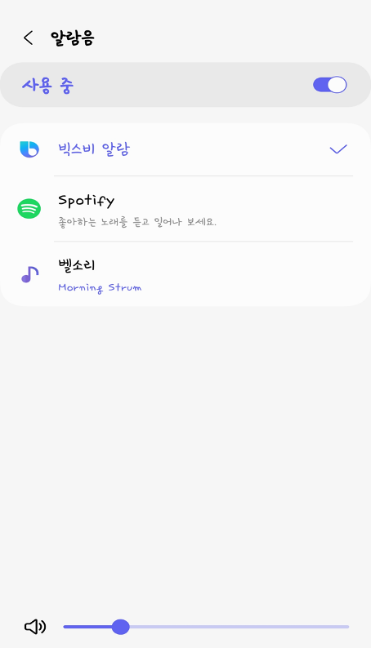 알람음
사용 중
빅스비 알람
Spotify
좋아하는 노래를 듣고 일어나 보세요.
벨소리
Morning Strum